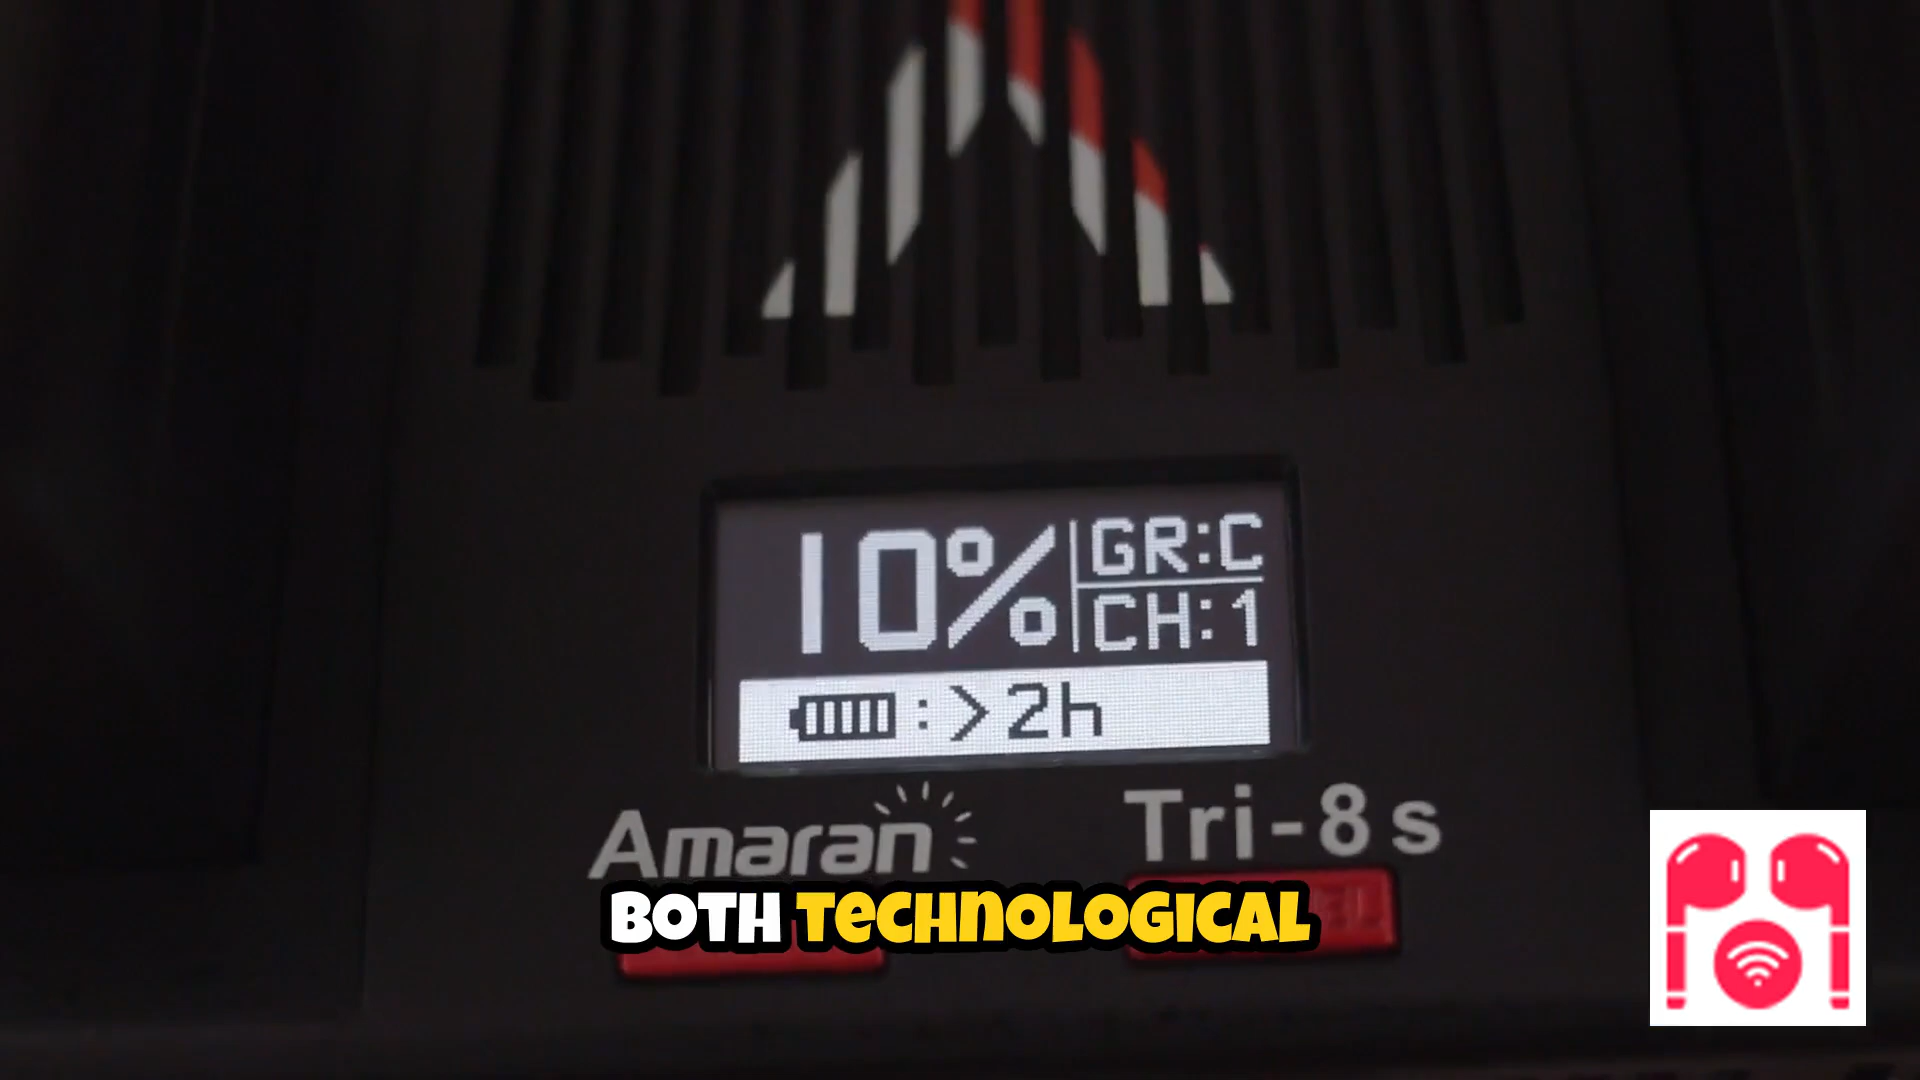 10% GR:C
CH:1
:>2h
Amaran Tri-8s
BOTH TECHNOLOGICAL